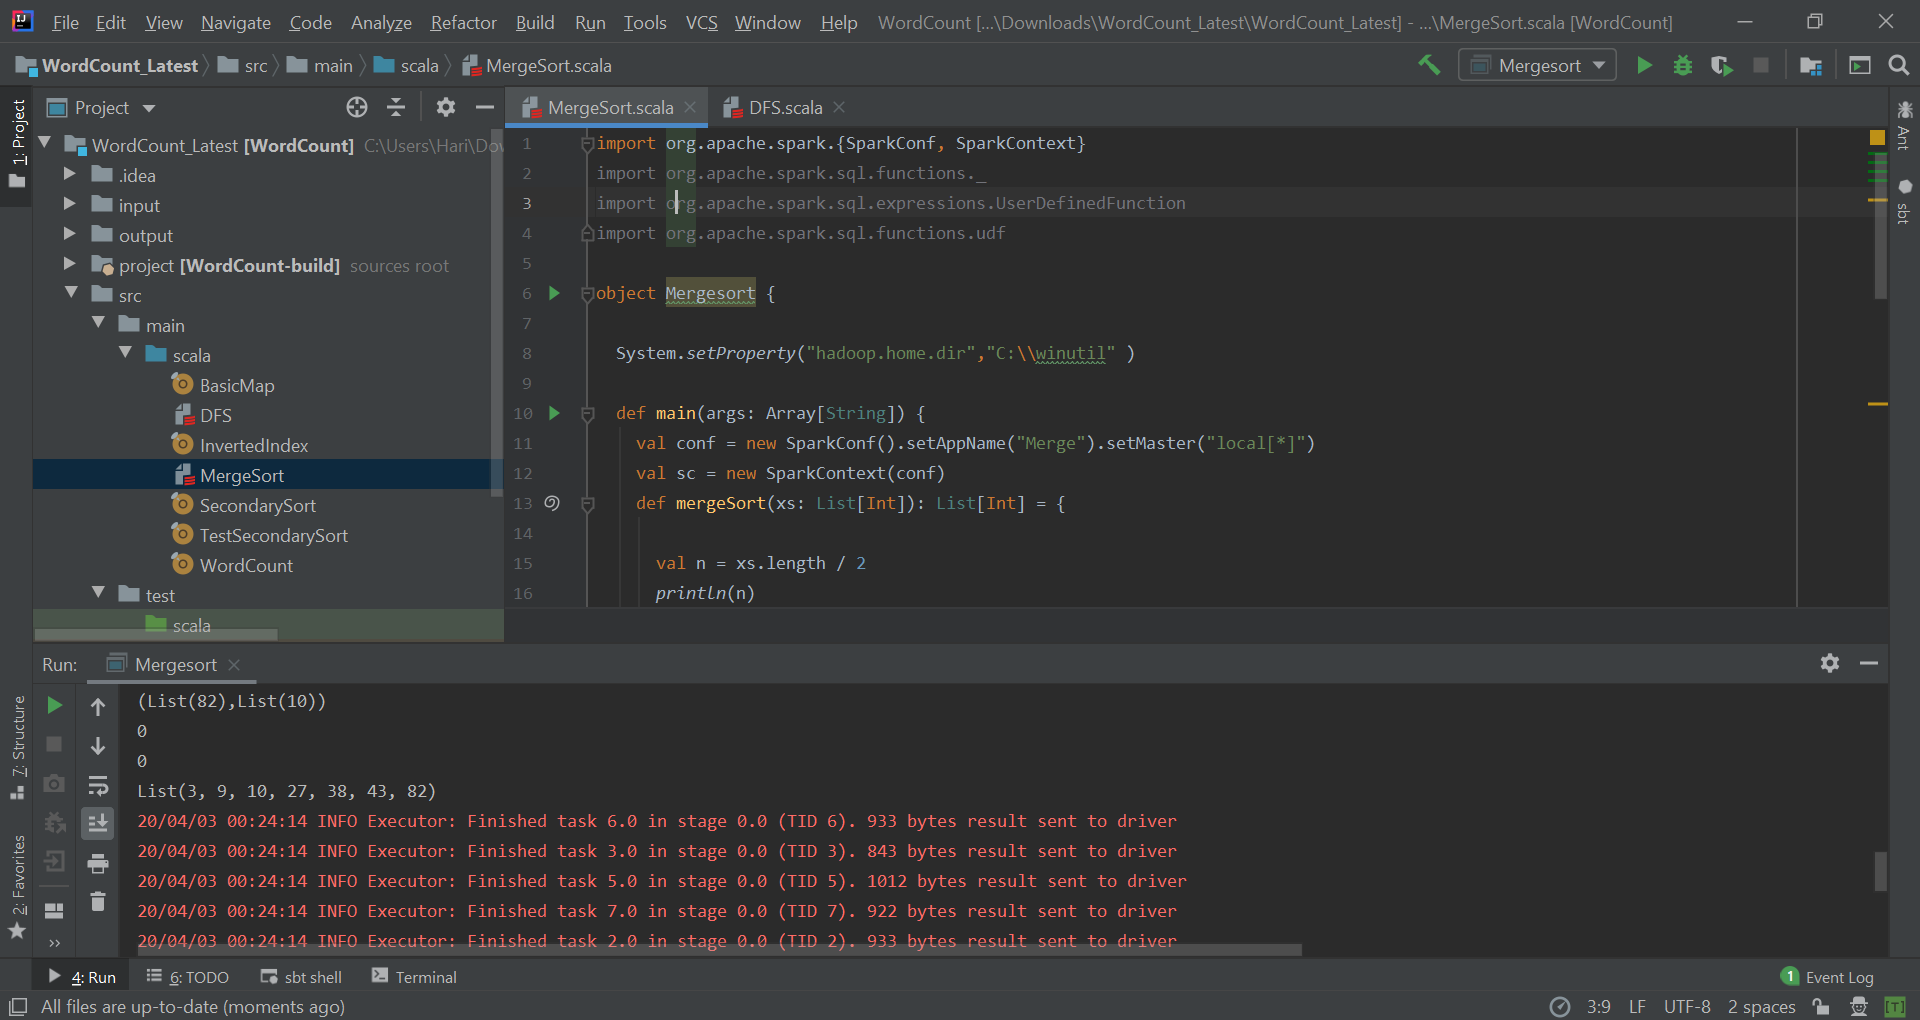 File Edit View Navigate Code Analyze Refactor Build Run Tools VCS Window Help WordCount [...\Downloads\WordCount_Latest\WordCount_Latest] - ...\MergeSort.scala [WordCount]
WordCount_Latest src main scala MergeSort.scala Mergesort
1: Project
Project
MergeSort.scala DFS.scala
WordCount_Latest [WordCount] C:\Users\Hari\Dov
.idea
input
output
project [WordCount-build] sources root
src
main
scala
BasicMap
DFS
InvertedIndex
MergeSort
SecondarySort
TestSecondarySort
WordCount
test
scala
1 import org.apache.spark.{SparkConf, SparkContext}
2 import org.apache.spark.sql.functions._
3 import org.apache.spark.sql.expressions.UserDefinedFunction
4 import org.apache.spark.sql.functions.udf
5
6 object Mergesort {
7
8 System.setProperty("hadoop.home.dir","C:\\winutil" )
9
10 def main(args: Array[String]) {
11 val conf = new SparkConf().setAppName("Merge").setMaster("local[*]")
12 val sc = new SparkContext(conf)
13 def mergeSort(xs: List[Int]): List[Int] = {
14
15 val n = xs.length / 2
16 println(n)
Ant
sbt
Run: Mergesort
7: Structure
2: Favorites
(List(82),List(10))
0
0
List(3, 9, 10, 27, 38, 43, 82)
20/04/03 00:24:14 INFO Executor: Finished task 6.0 in stage 0.0 (TID 6). 933 bytes result sent to driver
20/04/03 00:24:14 INFO Executor: Finished task 3.0 in stage 0.0 (TID 3). 843 bytes result sent to driver
20/04/03 00:24:14 INFO Executor: Finished task 5.0 in stage 0.0 (TID 5). 1012 bytes result sent to driver
20/04/03 00:24:14 INFO Executor: Finished task 7.0 in stage 0.0 (TID 7). 922 bytes result sent to driver
20/04/03 00:24:14 INFO Executor: Finished task 2.0 in stage 0.0 (TID 2). 933 bytes result sent to driver
4: Run 6: TODO sbt shell Terminal 1 Event Log
All files are up-to-date (moments ago) 3:9 LF UTF-8 2 spaces [T]